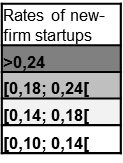 Rates of new-
firm startups
>0,24
[0,18; 0,24[
[0,14; 0,18[
[0,10; 0,14[